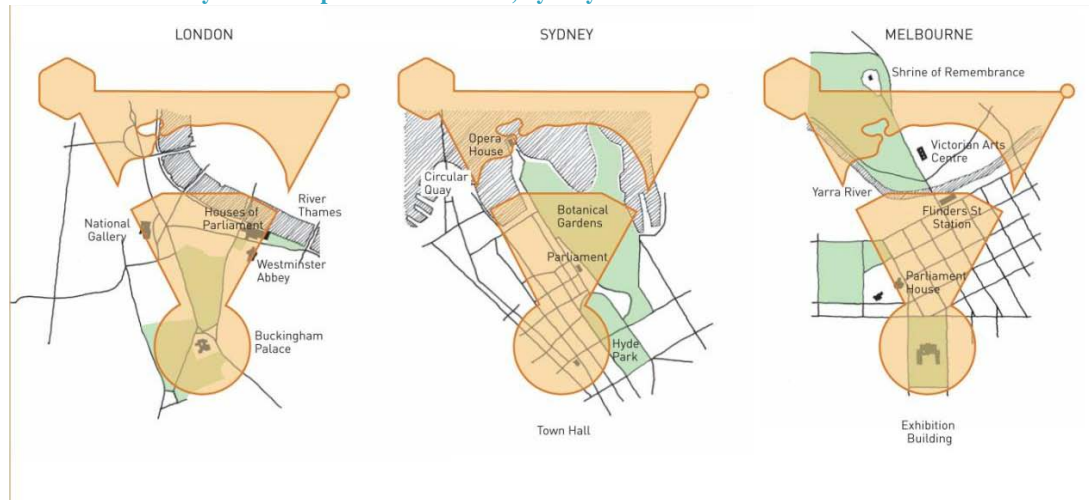 LONDON
National
Gallery
Houses of
Parliament
River
Thames
Westminster
Abbey
Buckingham
Palace
SYDNEY
Opera
House
Circular
Quay
Botanical
Gardens
Parliament
Hyde
Park
Town Hall
MELBOURNE
Shrine of Remembrance
Victorian Arts
Centre
Yarra River
Flinders St
Station
Parliament
House
Exhibition
Building